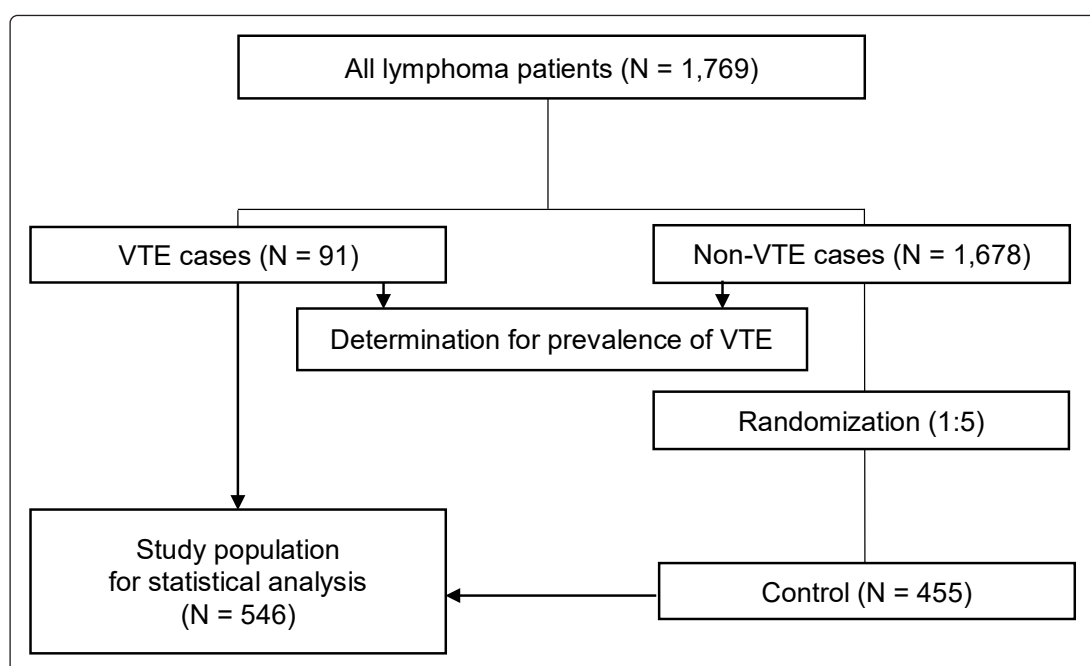 All lymphoma patients (N = 1,769)
VTE cases (N = 91)
Non-VTE cases (N = 1,678)
Determination for prevalence of VTE
Randomization (1:5)
Study population
for statistical analysis
(N = 546)
Control (N = 455)